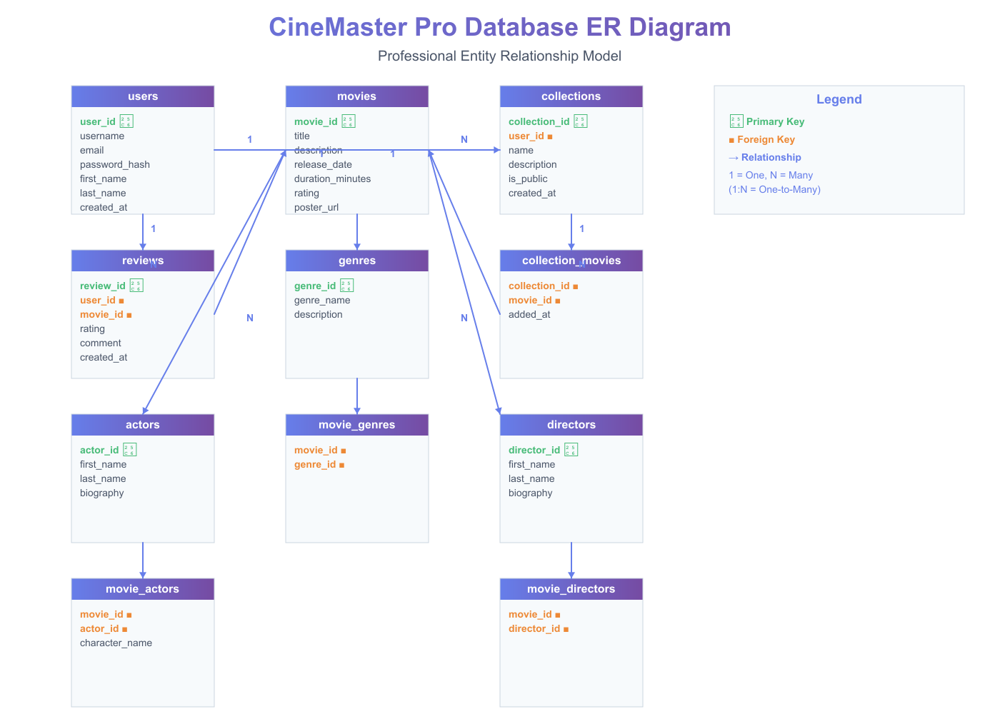 CineMaster Pro Database ER Diagram
Professional Entity Relationship Model
users
user_id
username
email
password_hash
first_name
last_name
created_at
movies
movie_id
title
description
release_date
duration_minutes
rating
poster_url
collections
collection_id
user_id ■
name
description
is_public
created_at
Legend
Primary Key
■ Foreign Key
→ Relationship
1 = One, N = Many
(1:N = One-to-Many)
1
1
1
N
1
1
reviews
N
review_id
user_id ■
movie_id ■
rating
comment
created_at
genres
genre_id
genre_name
description
collection_movies
N
collection_id ■
movie_id ■
added_at
N
N
actors
actor_id
first_name
last_name
biography
movie_genres
movie_id ■
genre_id ■
directors
director_id
first_name
last_name
biography
movie_actors
movie_id ■
actor_id ■
character_name
movie_directors
movie_id ■
director_id ■